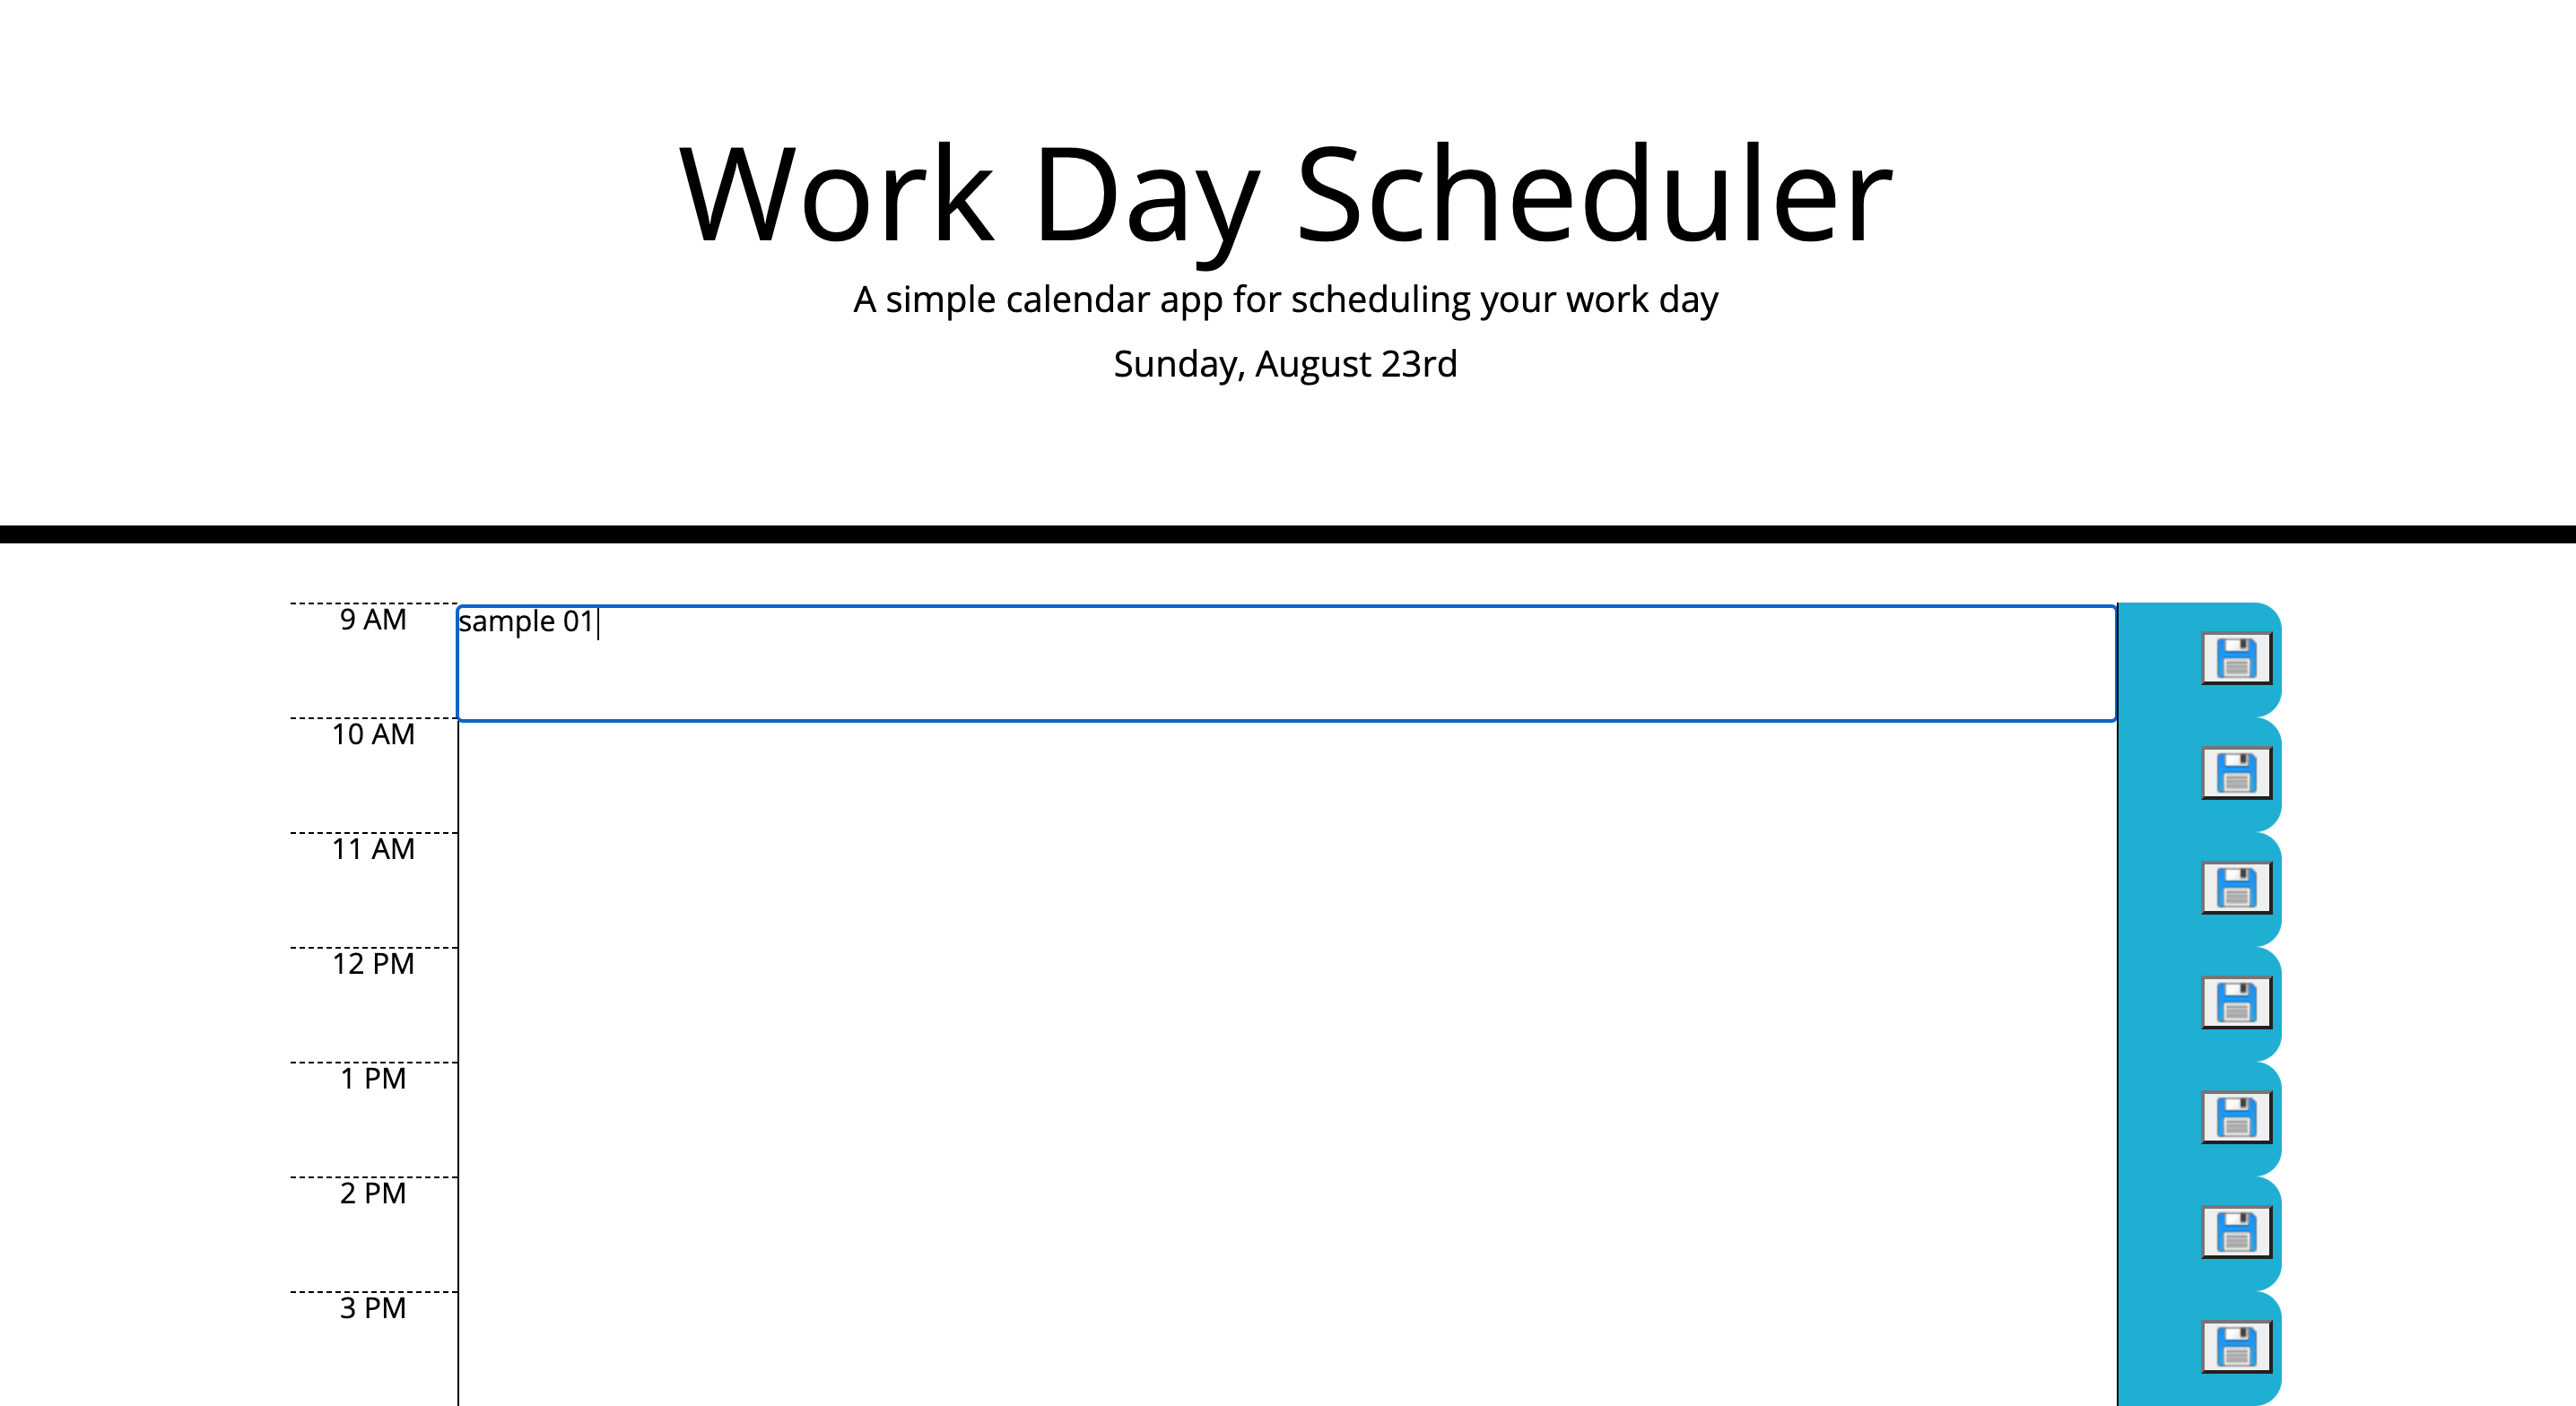 Work Day Scheduler
A simple calendar app for scheduling your work day
Sunday, August 23rd
9 AM
sample 01
10 AM
11 AM
12 PM
1 PM
2 PM
3 PM